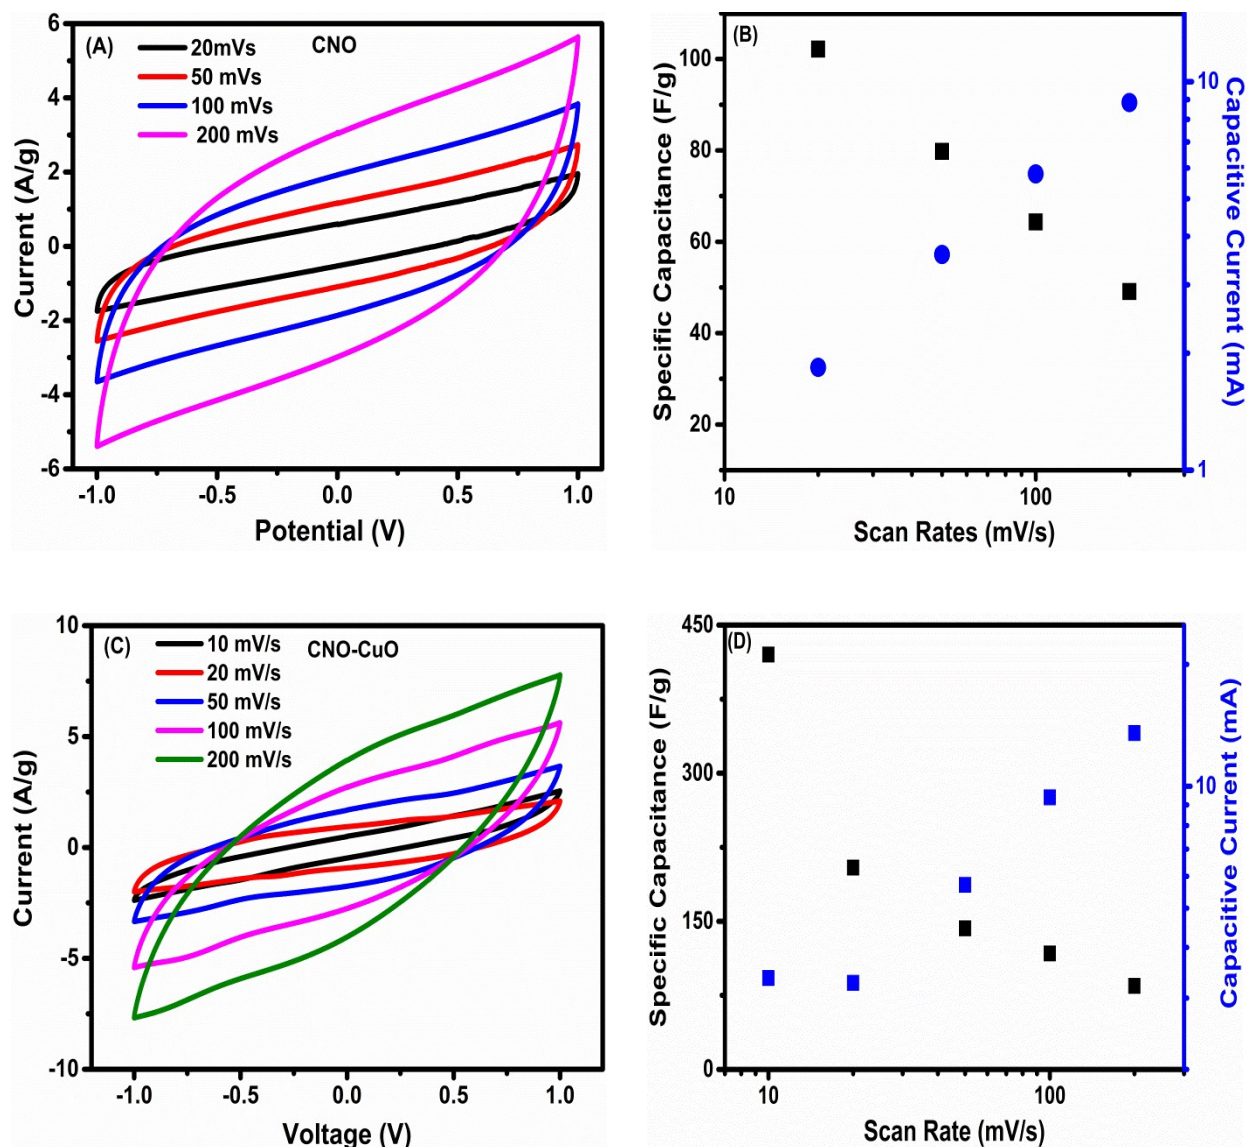 (A)
CNO
20mVs
50 mVs
100 mVs
200 mVs
6
4
2
0
-2
-4
-6
Current (A/g)
-1.0 -0.5 0.0 0.5 1.0
Potential (V)
(B)
100
80
60
40
20
Specific Capacitance (F/g)
10
1
Capacitive Current (mA)
10 100
Scan Rates (mV/s)
(C)
CNO-CuO
10 mV/s
20 mV/s
50 mV/s
100 mV/s
200 mV/s
10
5
0
-5
-10
Current (A/g)
-1.0 -0.5 0.0 0.5 1.0
Voltage (V)
(D)
450
300
150
0
Specific Capacitance (F/g)
10
Capacitive Current (mA)
10 100
Scan Rate (mV/s)